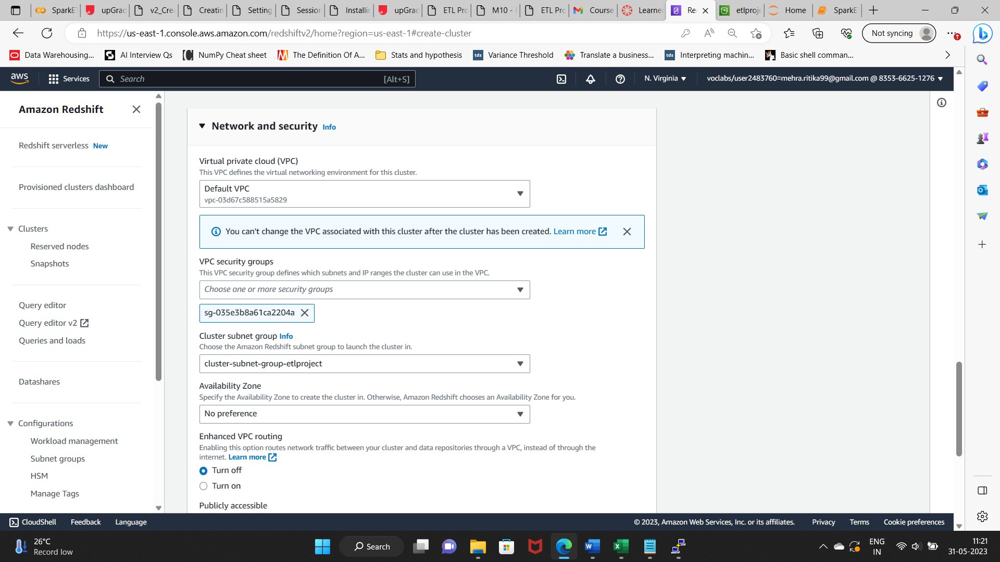 SparkE
upGrad
v2_Cre
Creatin
Setting
Session
Installin
upGrad
ETL Pro
M10 -
ETL Pro
Course
Learner
Re
etlproje
Home
SparkE
https://us-east-1.console.aws.amazon.com/redshiftv2/home?region=us-east-1#create-cluster
Not syncing
Data Warehousing...
AI Interview Qs
NumPy Cheat sheet
The Definition Of A...
Stats and hypothesis
tds
Variance Threshold
Translate a business...
tds
Interpreting machin...
Basic shell comman...
aws
Services
Search
[Alt+S]
N. Virginia
voclabs/user2483760=mehra.ritika99@gmail.com @ 8353-6625-1276
Amazon Redshift
Redshift serverless New
Provisioned clusters dashboard
Clusters
Reserved nodes
Snapshots
Query editor
Query editor v2
Queries and loads
Datashares
Configurations
Workload management
Subnet groups
HSM
Manage Tags
Network and security Info
Virtual private cloud (VPC)
This VPC defines the virtual networking environment for this cluster.
Default VPC
vpc-03d67c588515a5829
You can't change the VPC associated with this cluster after the cluster has been created. Learn more
VPC security groups
This VPC security group defines which subnets and IP ranges the cluster can use in the VPC.
Choose one or more security groups
sg-035e3b8a61ca2204a
Cluster subnet group Info
Choose the Amazon Redshift subnet group to launch the cluster in.
cluster-subnet-group-etlproject
Availability Zone
Specify the Availability Zone to create the cluster in. Otherwise, Amazon Redshift chooses an Availability Zone for you.
No preference
Enhanced VPC routing
Enabling this option routes network traffic between your cluster and data repositories through a VPC, instead of through the
internet. Learn more
Turn off
Turn on
Publicly accessible
CloudShell
Feedback
Language
© 2023, Amazon Web Services, Inc. or its affiliates.
Privacy
Terms
Cookie preferences
26°C
Record low
Search
ENG
IN
11:21
31-05-2023